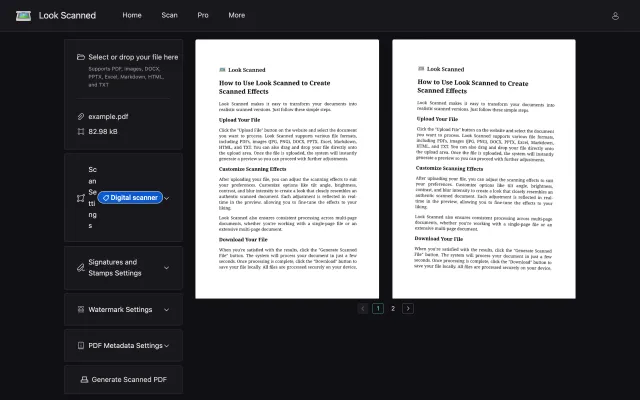 Look Scanned
Home
Scan
Pro
More
Select or drop your file here
Supports PDF, Images, DOCX,
PPTX, Excel, Markdown, HTML,
and TXT
example.pdf
82.98 kB
Sc
an
Se
tti
ng
s
Digital scanner
Signatures and
Stamps Settings
Watermark Settings
PDF Metadata Settings
Generate Scanned PDF
Look Scanned
How to Use Look Scanned to Create
Scanned Effects
Look Scanned makes it easy to transform your documents into
realistic scanned versions. Just follow these simple steps.
Upload Your File
Click the "Upload File" button on the website and select the document
you want to process. Look Scanned supports various file formats,
including PDFs, images (JPG, PNG), DOCX, PPTX, Excel, Markdown,
HTML, and TXT. You can also drag and drop your file directly onto
the upload area. Once the file is uploaded, the system will instantly
generate a preview so you can proceed with further adjustments.
Customize Scanning Effects
After uploading your file, you can adjust the scanning effects to suit
your preferences. Customize options like tilt angle, brightness,
contrast, and blur intensity to create a look that closely resembles an
authentic scanned document. Each adjustment is reflected in real-
time in the preview, allowing you to fine-tune the effects to your
liking.
Look Scanned also ensures consistent processing across multi-page
documents, whether you're working with a single-page file or an
extensive multi-page document.
Download Your File
When you're satisfied with the results, click the "Generate Scanned
File" button. The system will process your document in just a few
seconds. Once processing is complete, click the "Download" button to
save your file locally. All files are processed securely on your device.
Look Scanned
How to Use Look Scanned to Create
Scanned Effects
Look Scanned makes it easy to transform your documents into
realistic scanned versions. Just follow these simple steps.
Upload Your File
Click the "Upload File" button on the website and select the document
you want to process. Look Scanned supports various file formats,
including PDFs, images (JPG, PNG), DOCX, PPTX, Excel, Markdown,
HTML, and TXT. You can also drag and drop your file directly onto
the upload area. Once the file is uploaded, the system will instantly
generate a preview so you can proceed with further adjustments.
Customize Scanning Effects
After uploading your file, you can adjust the scanning effects to suit
your preferences. Customize options like tilt angle, brightness,
contrast, and blur intensity to create a look that closely resembles an
authentic scanned document. Each adjustment is reflected in real-
time in the preview, allowing you to fine-tune the effects to your
liking.
Look Scanned also ensures consistent processing across multi-page
documents, whether you're working with a single-page file or an
extensive multi-page document.
Download Your File
When you're satisfied with the results, click the "Generate Scanned
File" button. The system will process your document in just a few
seconds. Once processing is complete, click the "Download" button to
save your file locally. All files are processed securely on your device.
1
2